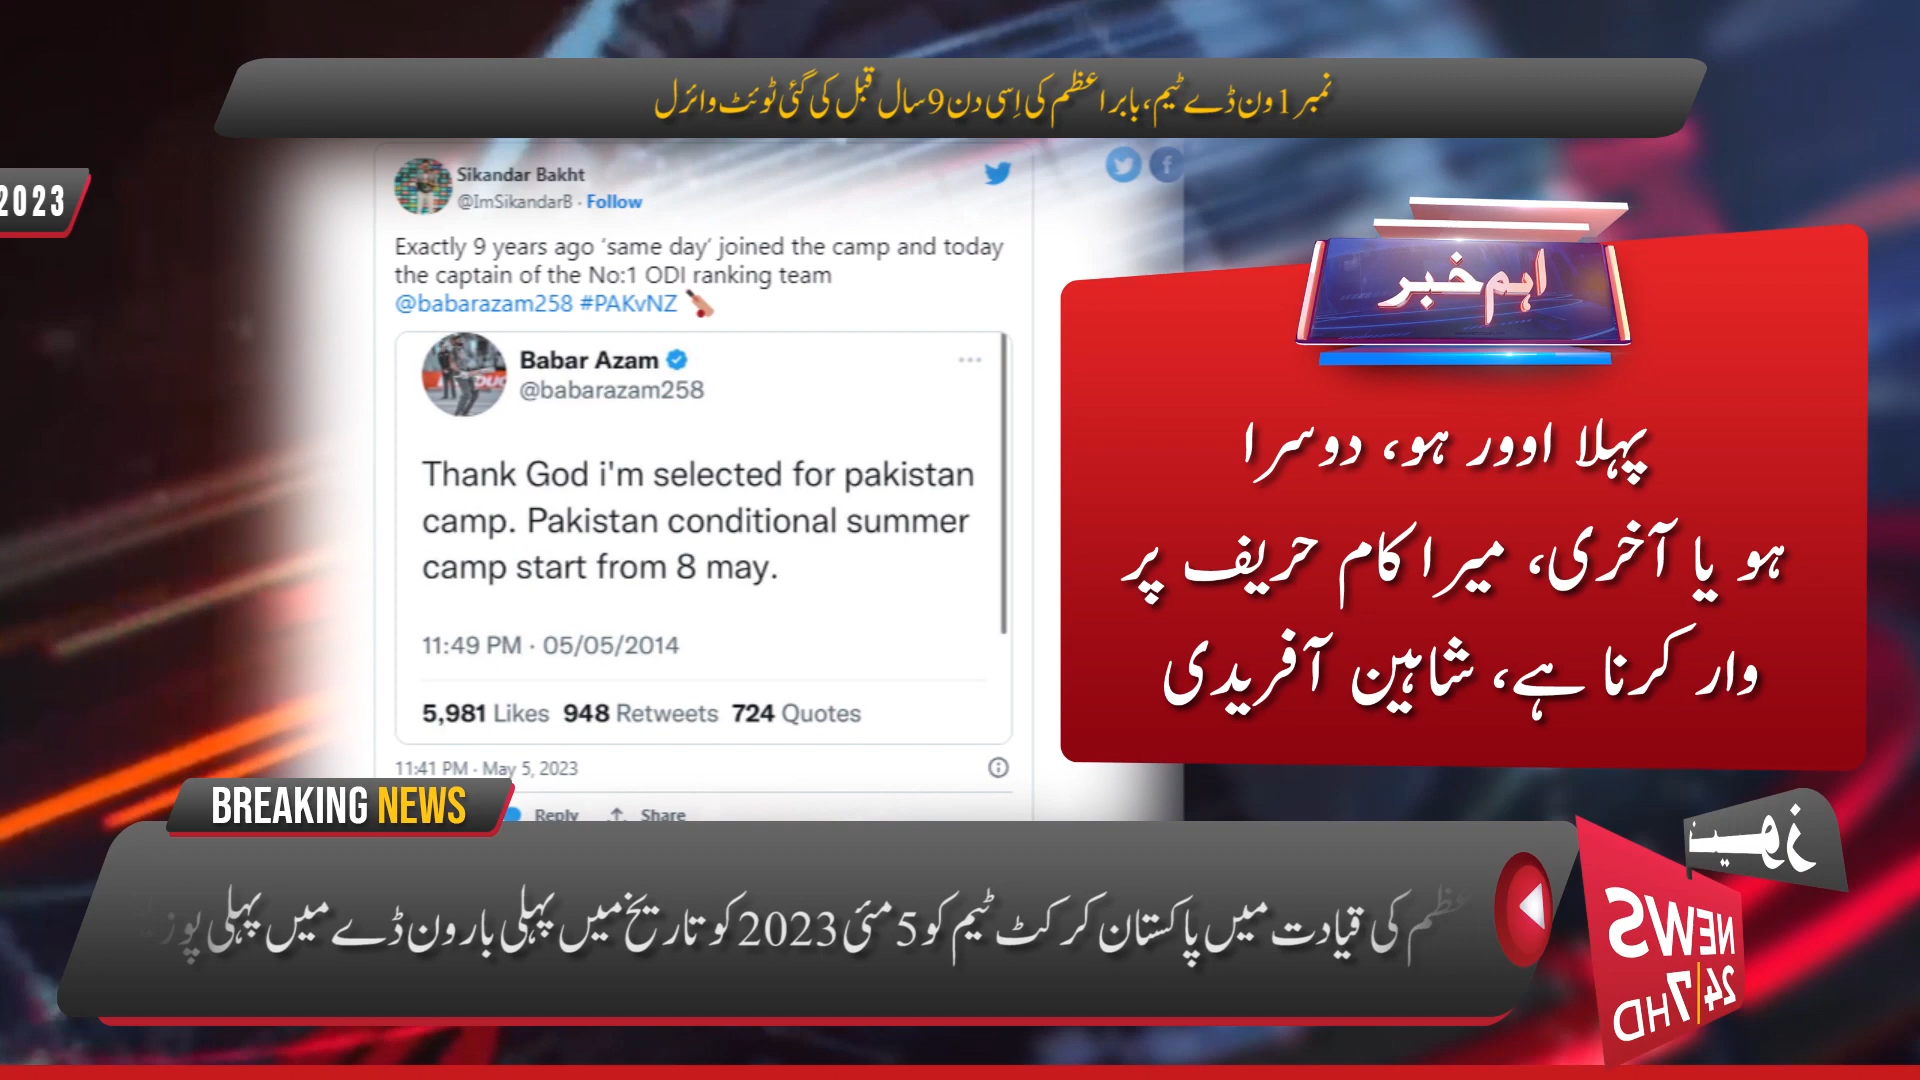 نمبر 1 ون ڈے ٹیم، بابر اعظم کی اِسی دن 9 سال قبل کی گئی ٹوئٹ وائرل
2023
Sikandar Bakht
@ImSikandarB · Follow
Exactly 9 years ago ‘same day’ joined the camp and today
the captain of the No:1 ODI ranking team
@babarazam258 #PAKvNZ
Babar Azam
@babarazam258
Thank God i'm selected for pakistan
camp. Pakistan conditional summer
camp start from 8 may.
11:49 PM · 05/05/2014
5,981 Likes 948 Retweets 724 Quotes
11:41 PM · May 5, 2023
Reply Share
اہم خبر
پہلا اوور ہو، دوسرا
ہو یا آخری، میرا کام حریف پر
وار کرنا ہے، شاہین آفریدی
BREAKING NEWS
کی قیادت میں پاکستان کرکٹ ٹیم کو 5 مئی 2023 کو تاریخ میں پہلی بار ون ڈے میں پہلی
NEWS
24|7HD